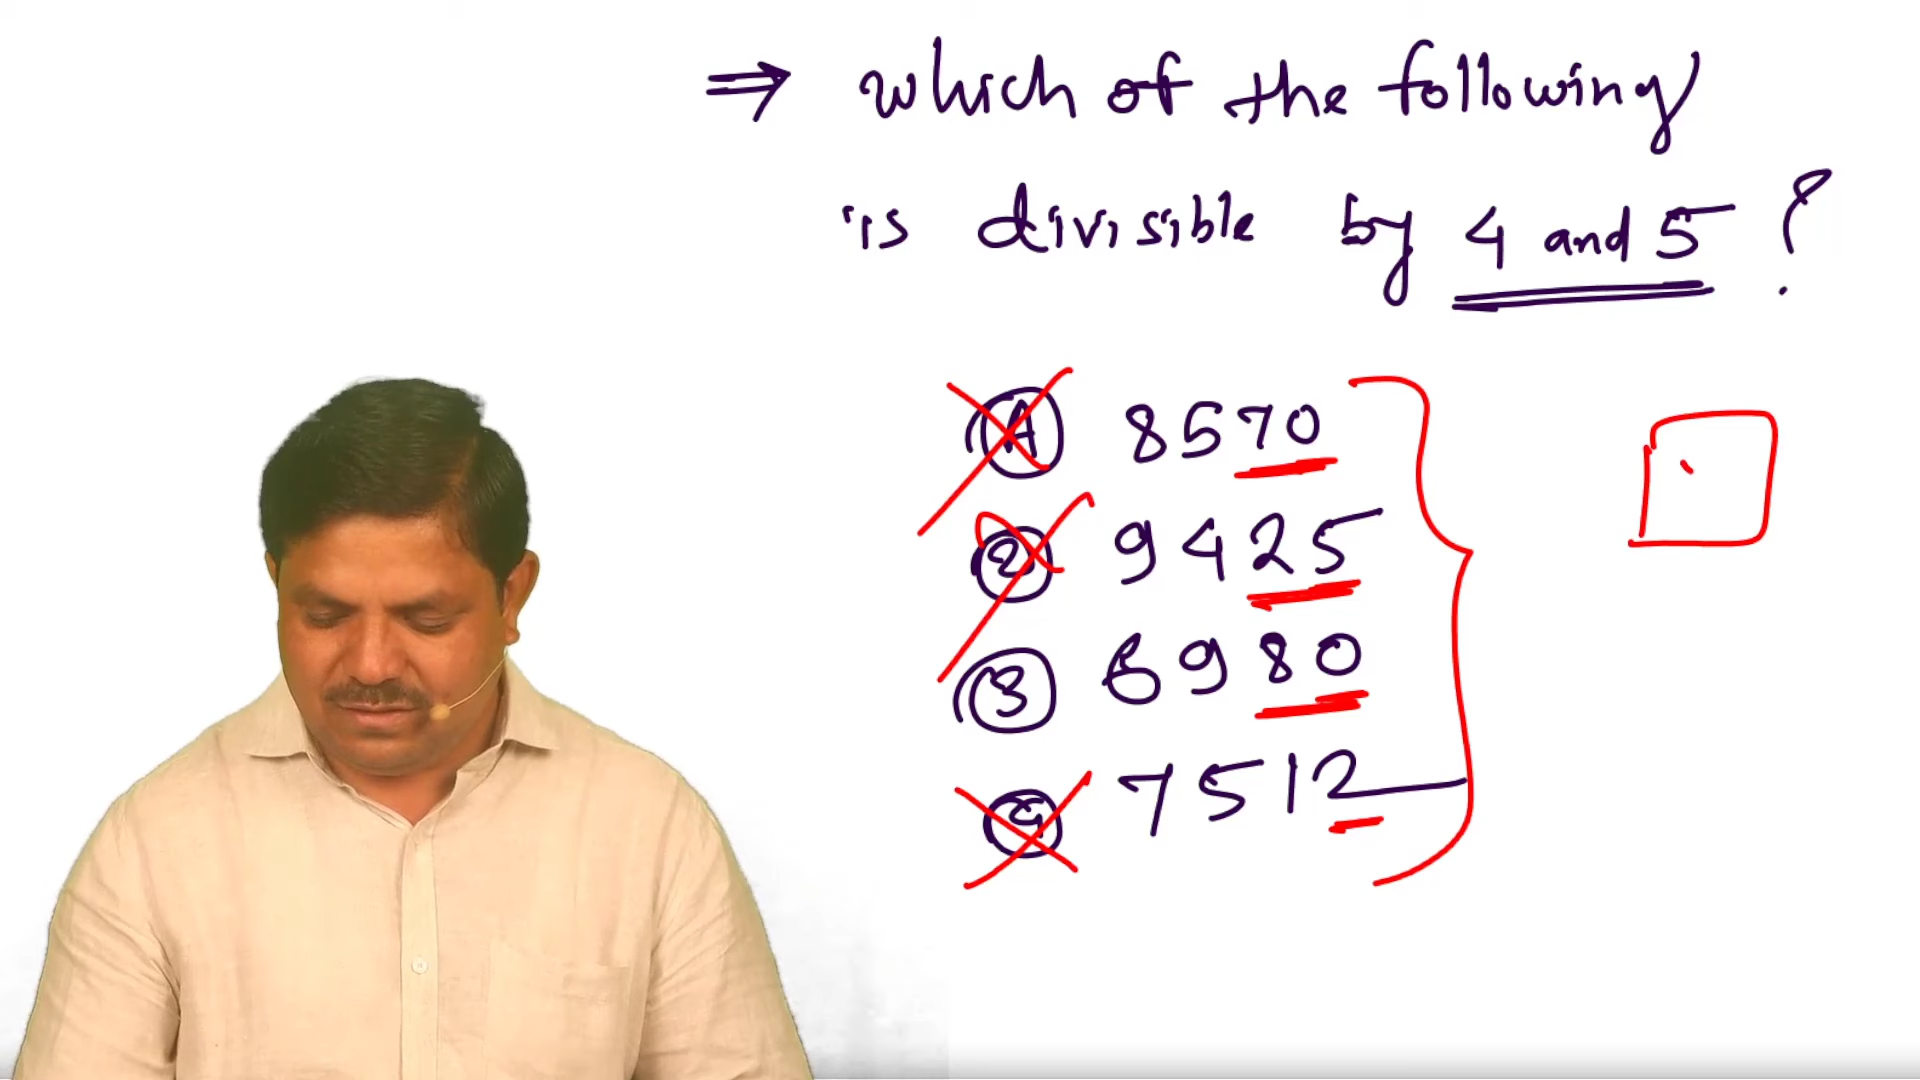 ⇒ which of the following
is divisible by 4 and 5 ?
A 8570
2 9425
3 6980
4 7512